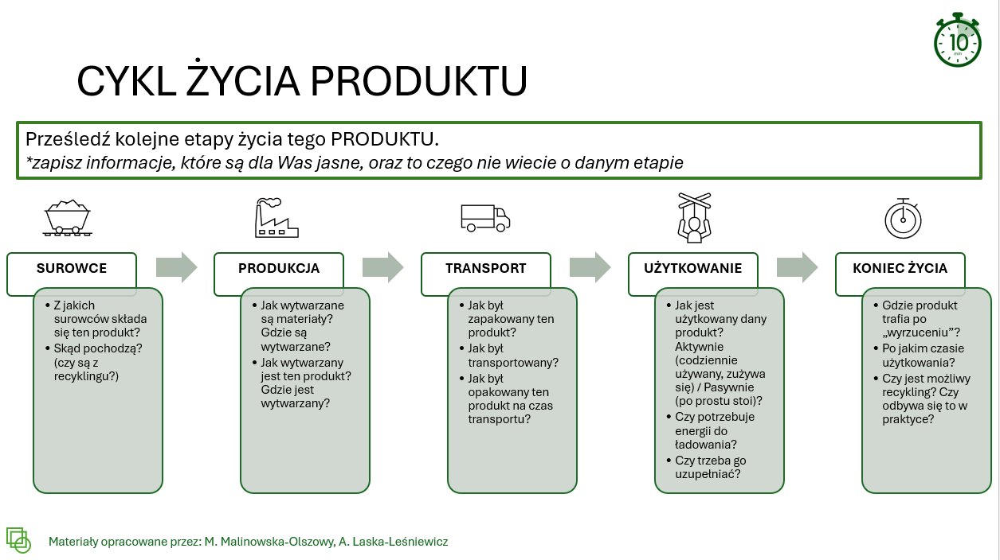 10
min
CYKL ŻYCIA PRODUKTU
Prześledź kolejne etapy życia tego PRODUKTU.
*zapisz informacje, które są dla Was jasne, oraz to czego nie wiecie o danym etapie
SUROWCE
• Z jakich
surowców składa
się ten produkt?
• Skąd pochodzą?
(czy są z
recyklingu?)
PRODUKCJA
• Jak wytwarzane
są materiały?
Gdzie są
wytwarzane?
• Jak wytwarzany
jest ten produkt?
Gdzie jest
wytwarzany?
TRANSPORT
• Jak był
zapakowany ten
produkt?
• Jak był
transportowany?
• Jak był
opakowany ten
produkt na czas
transportu?
UŻYTKOWANIE
• Jak jest
użytkowany dany
produkt?
Aktywnie
(codziennie
używany, zużywa
się) / Pasywnie
(po prostu stoi)?
• Czy potrzebuje
energii do
ładowania?
• Czy trzeba go
uzupełniać?
KONIEC ŻYCIA
• Gdzie produkt
trafia po
„wyrzuceniu”?
• Po jakim czasie
użytkowania?
• Czy jest możliwy
recykling? Czy
odbywa się to w
praktyce?
Materiały opracowane przez: M. Malinowska-Olszowy, A. Laska-Leśniewicz